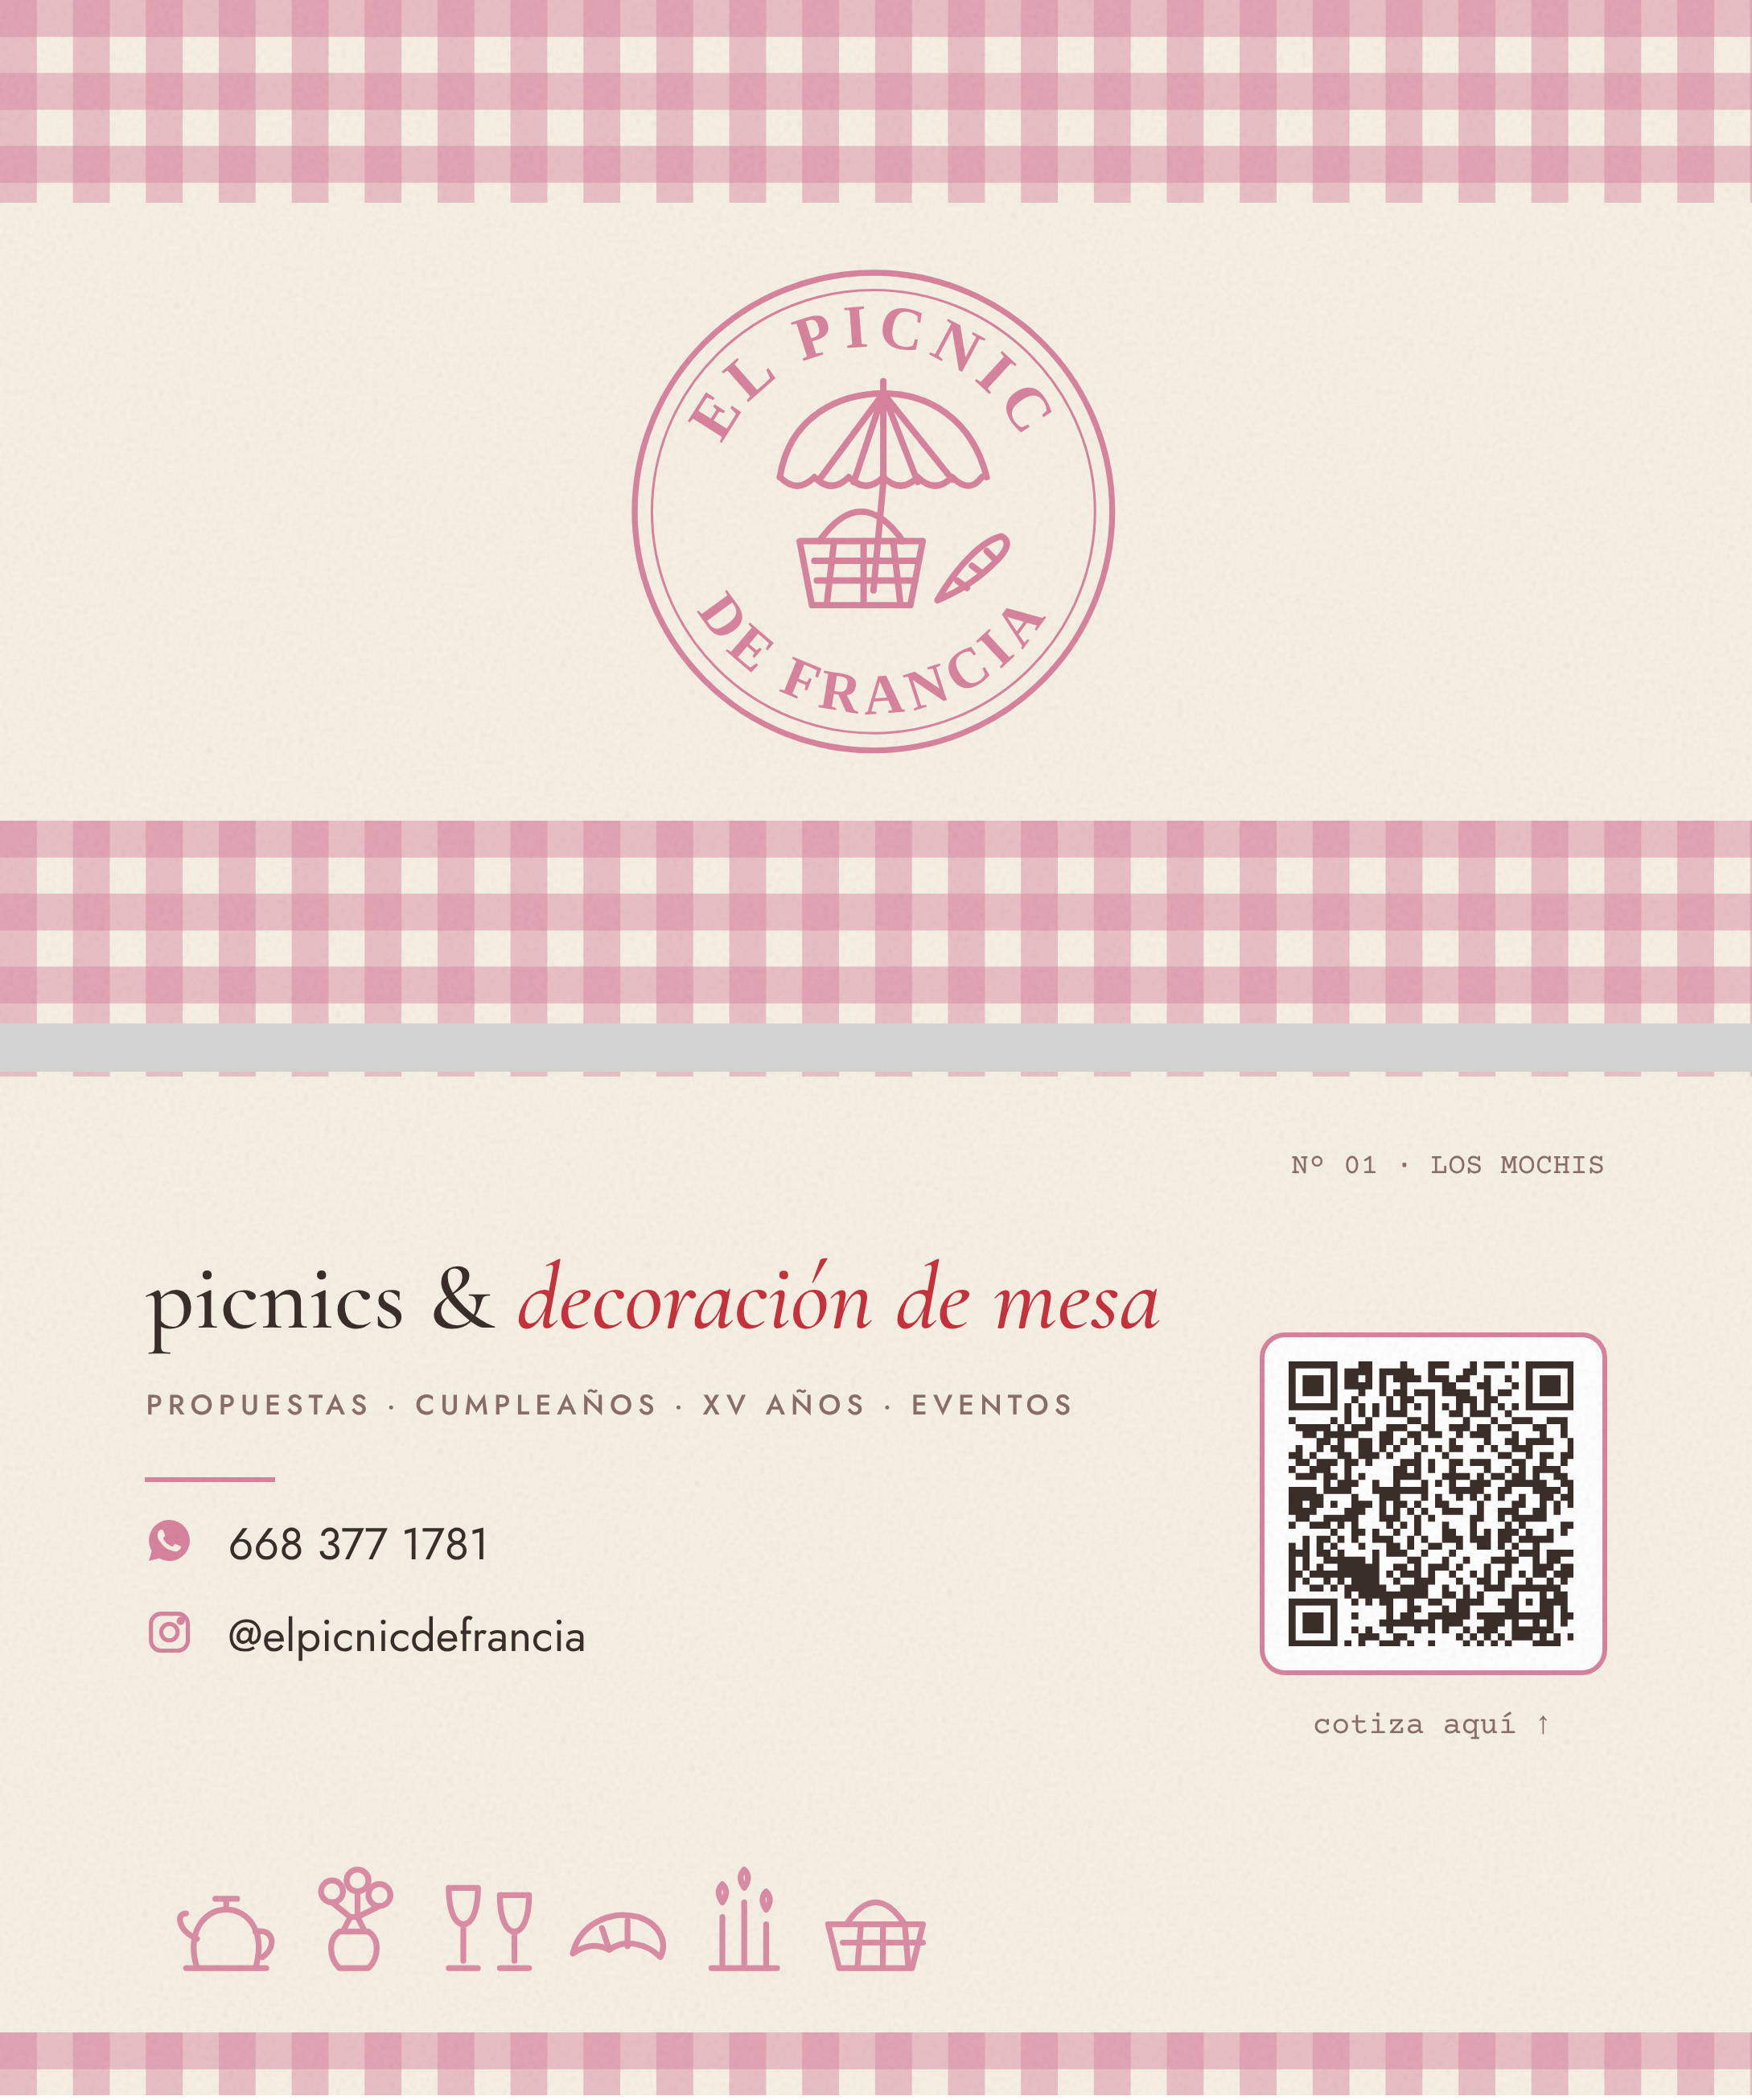 EL PICNIC
DE FRANCIA
Nº 01 · LOS MOCHIS
picnics & decoración de mesa
PROPUESTAS · CUMPLEAÑOS · XV AÑOS · EVENTOS
668 377 1781
@elpicnicdefrancia
cotiza aquí ↑